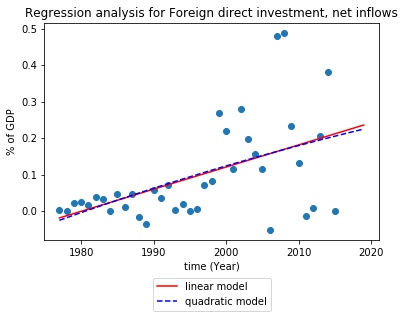 Regression analysis for Foreign direct investment, net inflows
0.5
0.4
0.3
0.2
0.1
0.0
% of GDP
1980 1990 2000 2010 2020
time (Year)
linear model
quadratic model